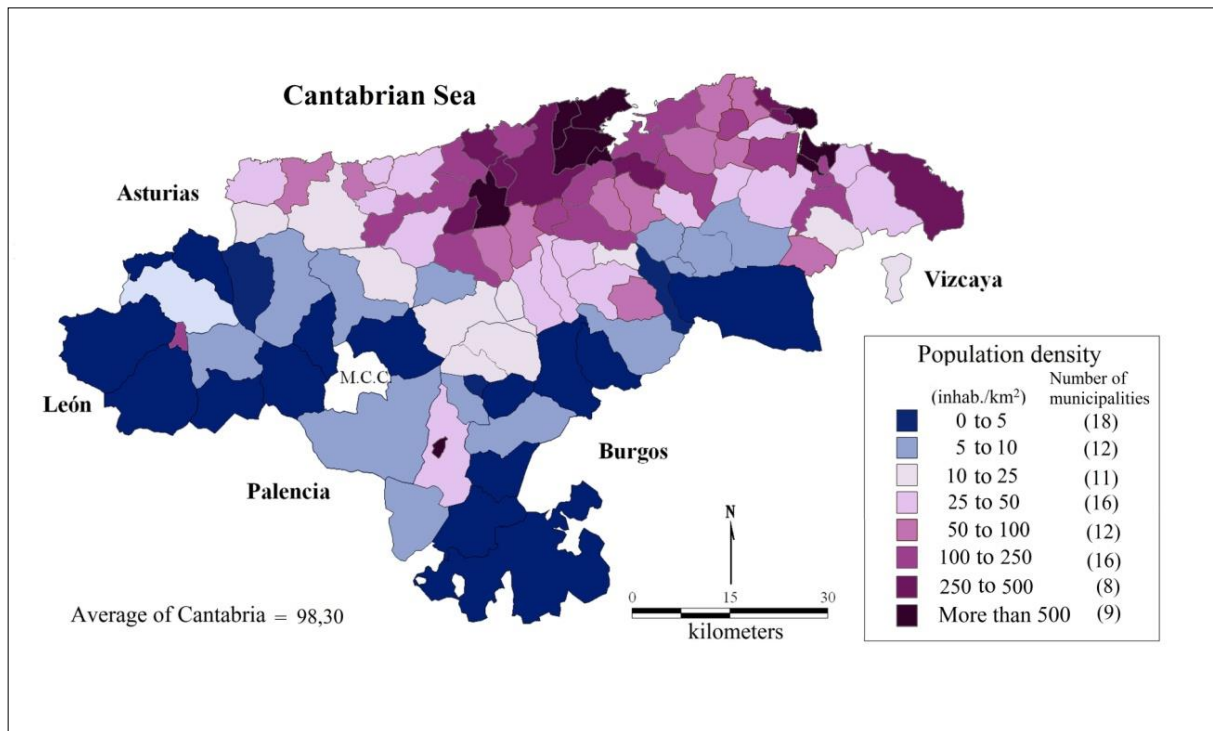 Cantabrian Sea
Asturias
Vizcaya
M.C.C.
León
Burgos
Palencia
N
Average of Cantabria = 98,30
0 15 30
kilometers
Population density
(inhab./km²) Number of municipalities
0 to 5 (18)
5 to 10 (12)
10 to 25 (11)
25 to 50 (16)
50 to 100 (12)
100 to 250 (16)
250 to 500 (8)
More than 500 (9)